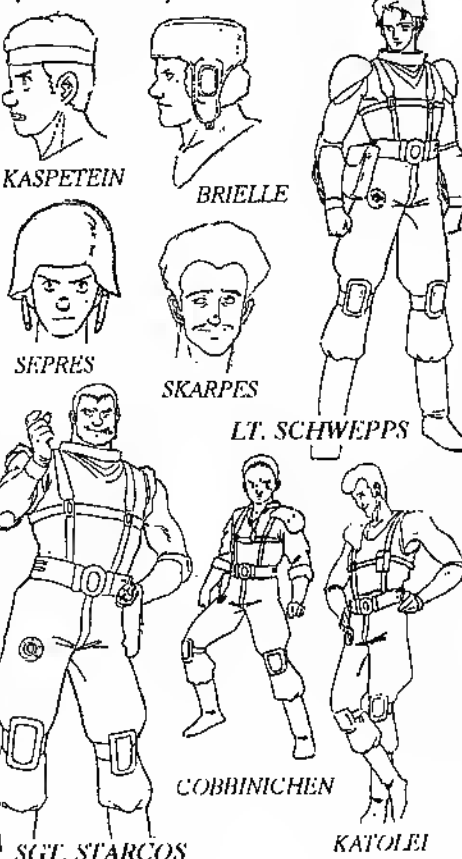 KASPETEIN
BRIELLE
SEPRES
SKARPES
LT. SCHWEPPS
COBBINICHEN
SGT. STARCOS
KATOLEI